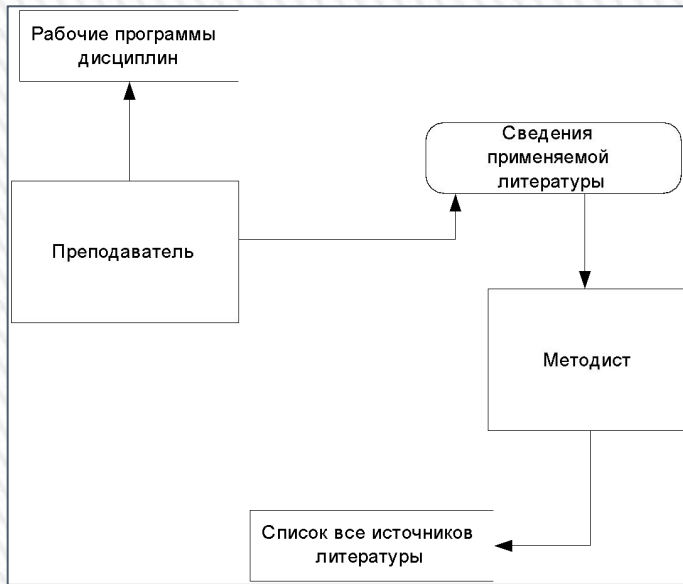 Рабочие программы
дисциплин
Сведения
применяемой
литературы
Преподаватель
Методист
Список все источников
литературы